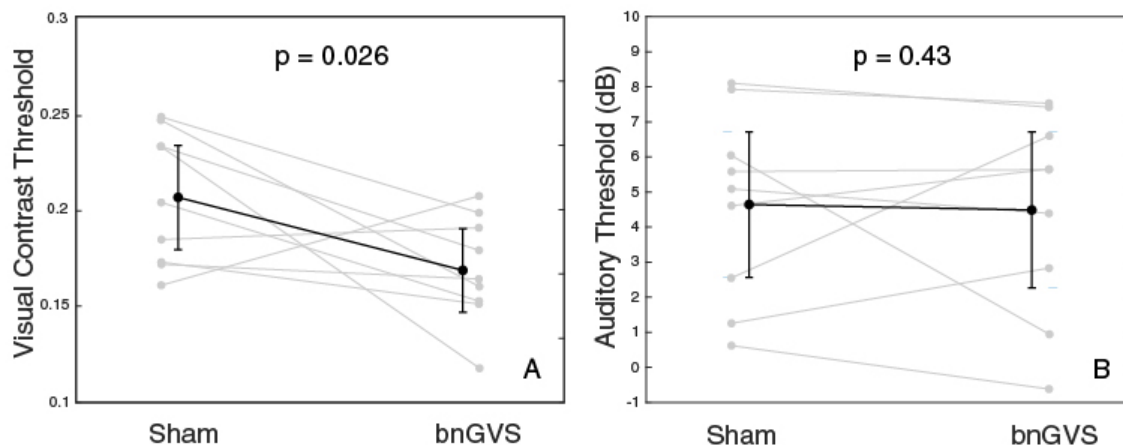 Visual Contrast Threshold
0.3
0.25
0.2
0.15
0.1
p = 0.026
A
Sham
bnGVS
Auditory Threshold (dB)
10
9
8
7
6
5
4
3
2
1
0
-1
p = 0.43
B
Sham
bnGVS